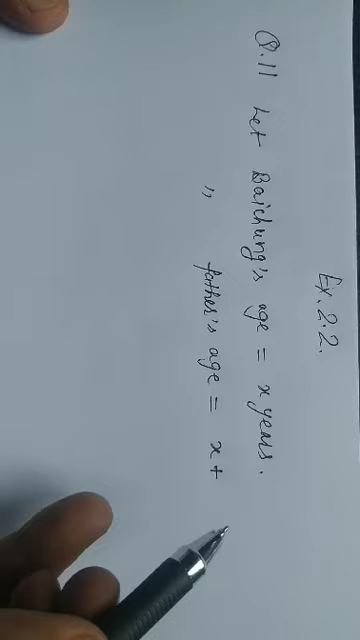 Ex. 2.2.
Q.11 Let Baichung's age = x years.
" father's age = x +